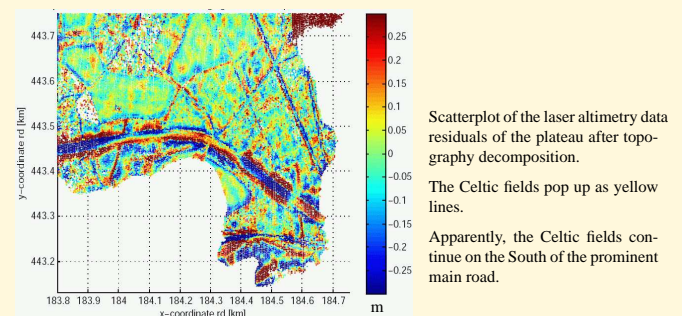 443.7
443.6
443.5
443.4
443.3
443.2
y−coordinate rd [km]
183.8 183.9 184 184.1 184.2 184.3 184.4 184.5 184.6 184.7
x−coordinate rd [km]
0.25
0.2
0.15
0.1
0.05
0
−0.05
−0.1
−0.15
−0.2
−0.25
m
Scatterplot of the laser altimetry data
residuals of the plateau after topo-
graphy decomposition.
The Celtic fields pop up as yellow
lines.
Apparently, the Celtic fields con-
tinue on the South of the prominent
main road.